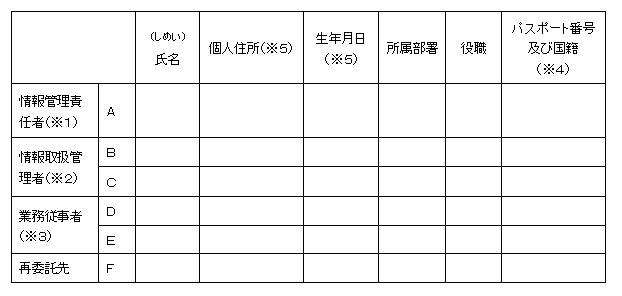 (しめい)
氏名
個人住所(※5)
生年月日
(※5)
所属部署
役職
パスポート番号
及び国籍
(※4)
情報管理責
任者(※1)
A
情報取扱管
理者(※2)
B
C
業務従事者
(※3)
D
E
再委託先
F